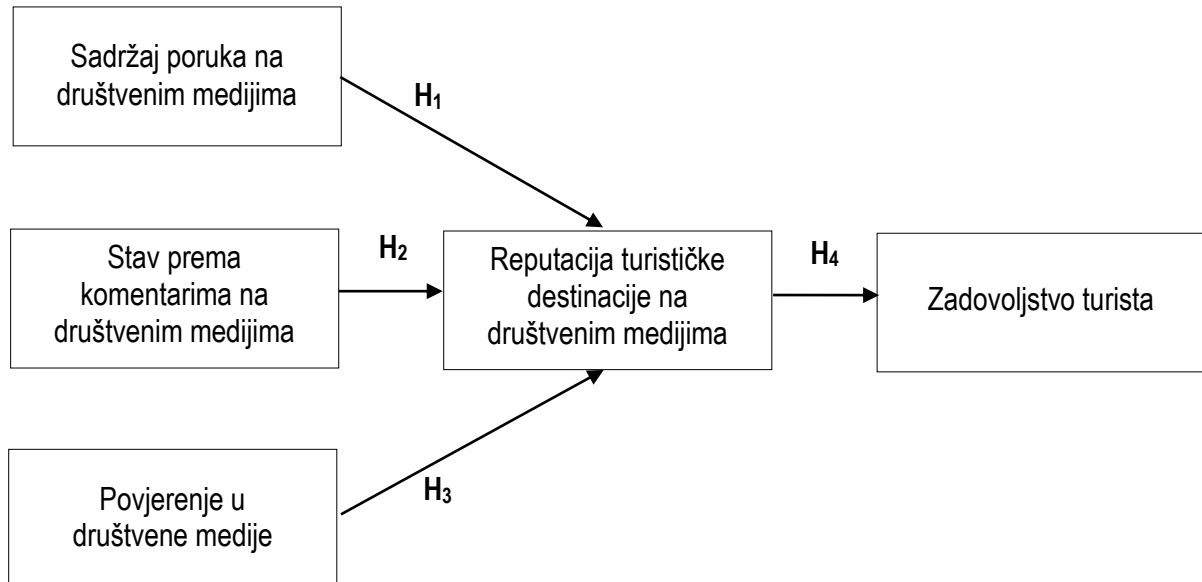 Sadržaj poruka na
društvenim medijima
H₁
Stav prema
komentarima na
društvenim medijima
H₂
Reputacija turističke
destinacije na
društvenim medijima
H₄
Zadovoljstvo turista
Povjerenje u
društvene medije
H₃